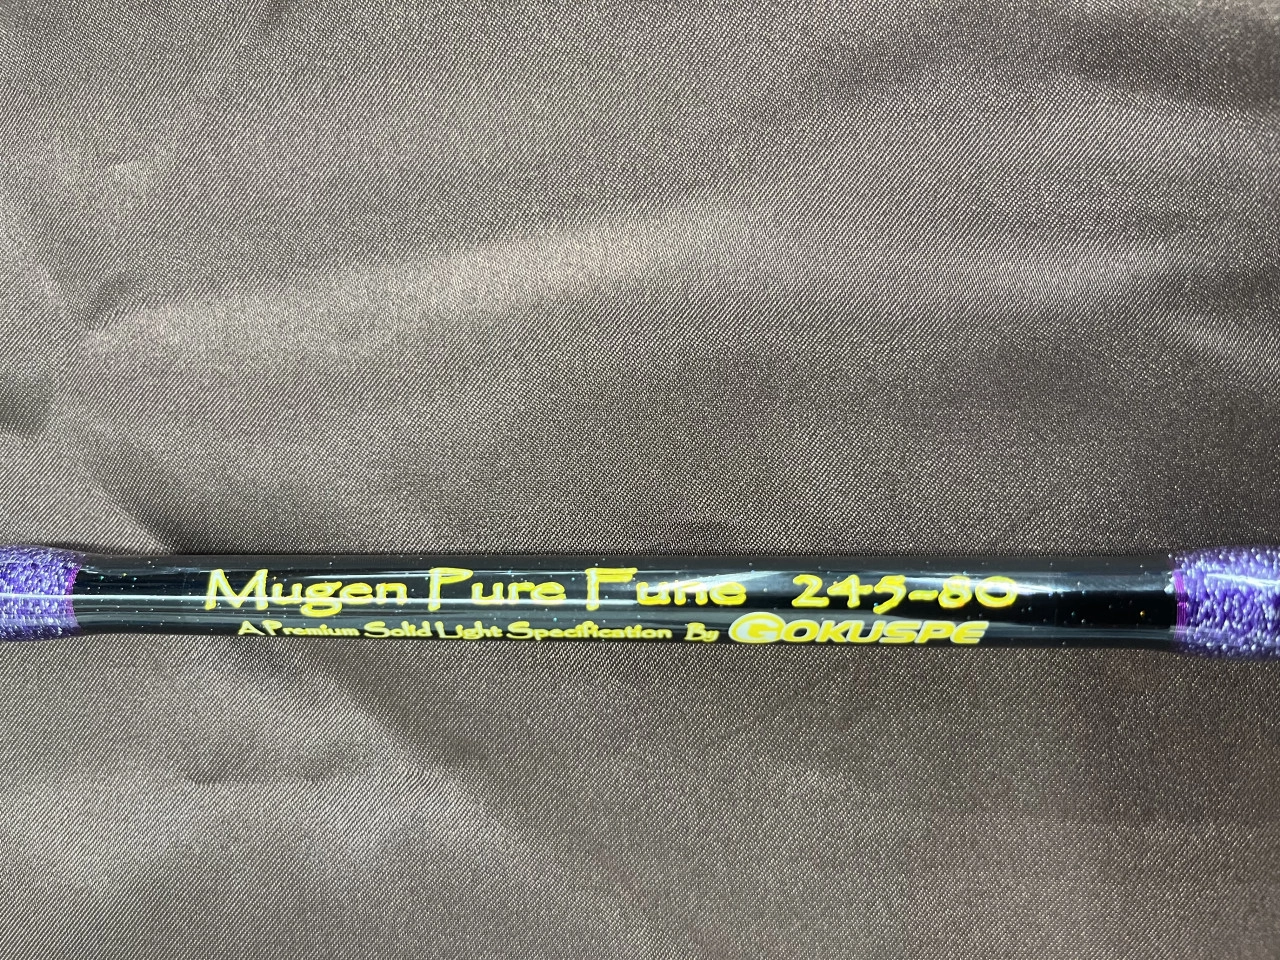 Mugen Pure Fune 245-80
A Premium Solid Light Specification By GOKUSPE